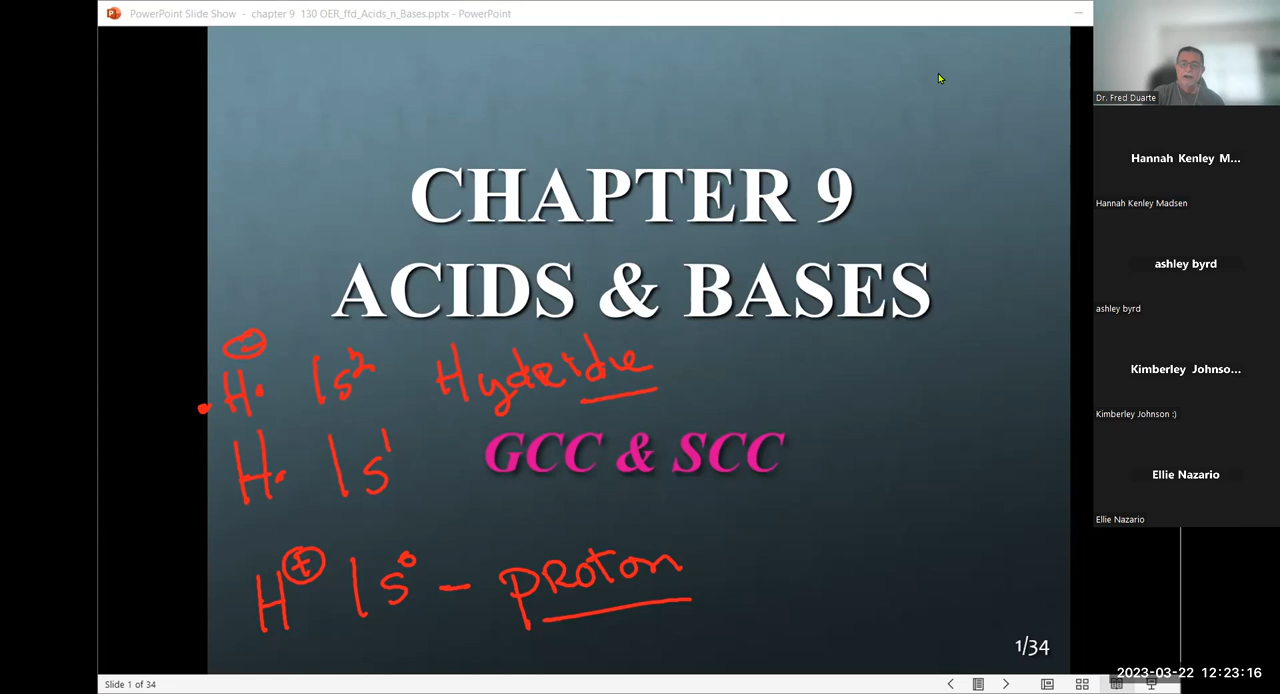 PowerPoint Slide Show - chapter 9 130 OER_ffd_Acids_n_Bases.pptx - PowerPoint
CHAPTER 9
ACIDS & BASES
H⊖ 1s² Hydride
GCC & SCC
H· 1s¹
H⊕ 1s⁰ – proton
1/34
Slide 1 of 34
Dr. Fred Duarte
Hannah Kenley M...
Hannah Kenley Madsen
ashley byrd
ashley byrd
Kimberley Johnso...
Kimberley Johnson :)
Ellie Nazario
Ellie Nazario
2023-03-22 12:23:16